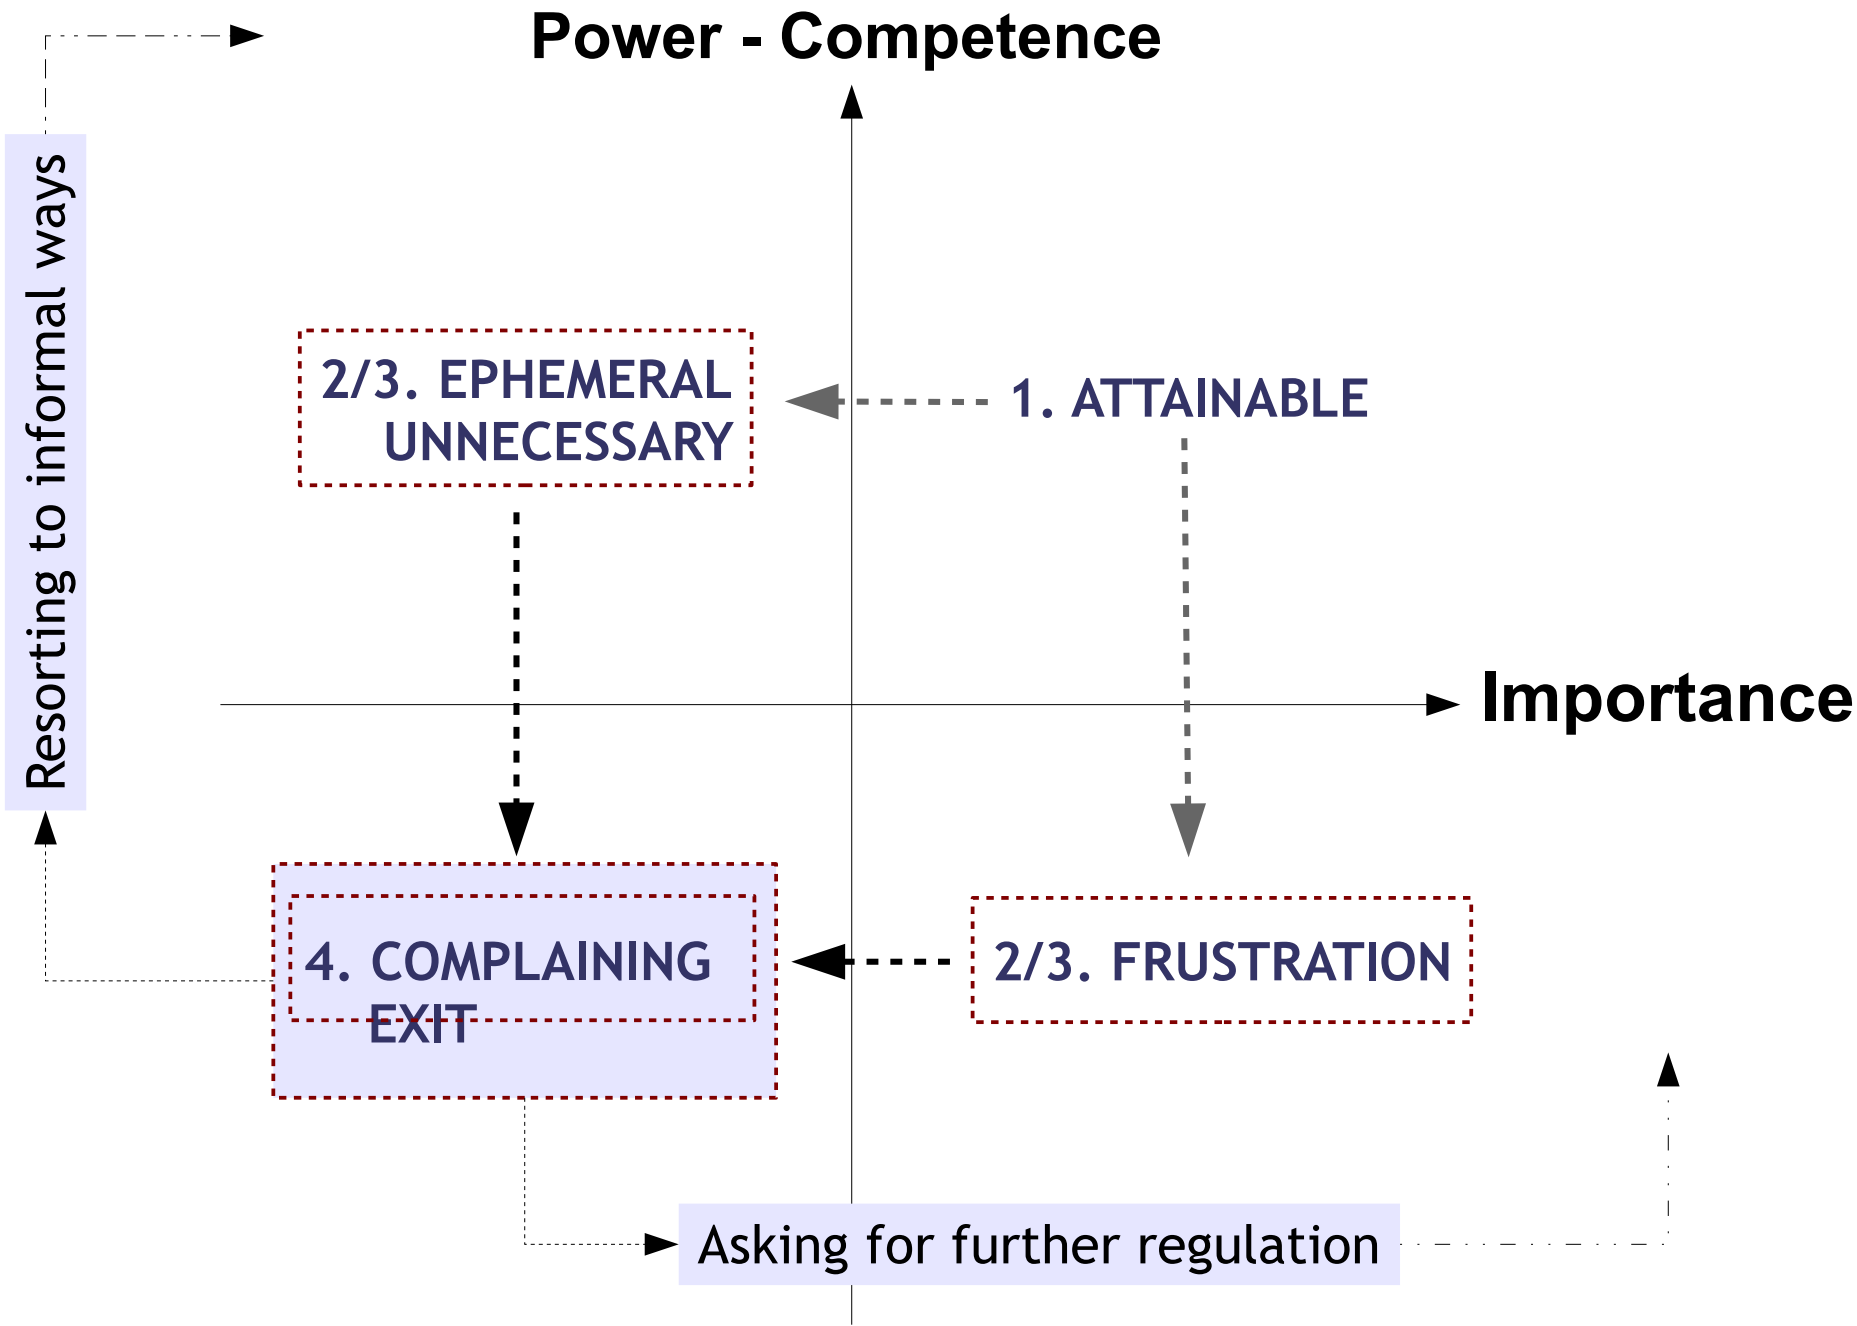 Power - Competence
Resorting to informal ways
2/3. EPHEMERAL
UNNECESSARY
1. ATTAINABLE
Importance
4. COMPLAINING
EXIT
2/3. FRUSTRATION
Asking for further regulation